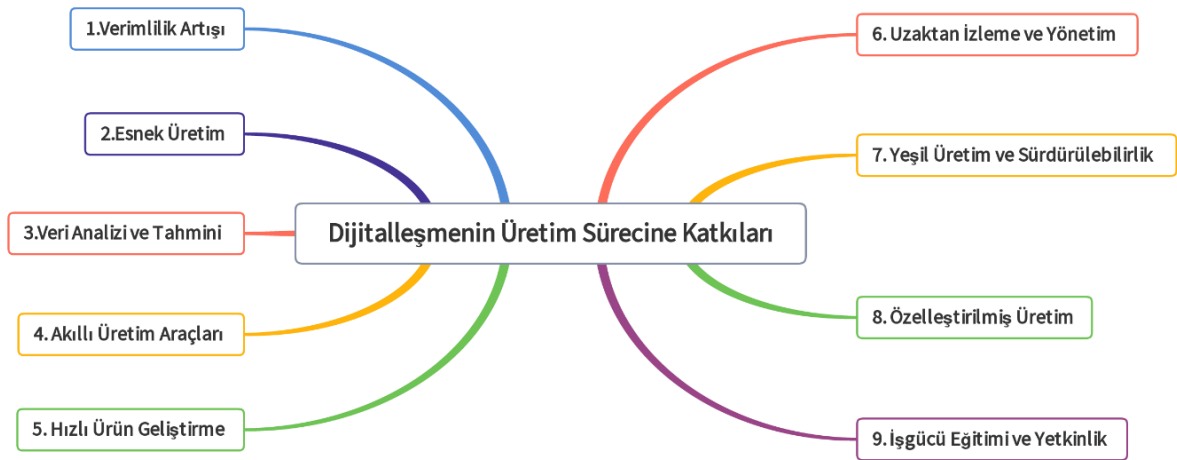 1.Verimlilik Artışı
2.Esnek Üretim
3.Veri Analizi ve Tahmini
4. Akıllı Üretim Araçları
5. Hızlı Ürün Geliştirme
Dijitalleşmenin Üretim Sürecine Katkıları
6. Uzaktan İzleme ve Yönetim
7. Yeşil Üretim ve Sürdürülebilirlik
8. Özelleştirilmiş Üretim
9. İşgücü Eğitimi ve Yetkinlik